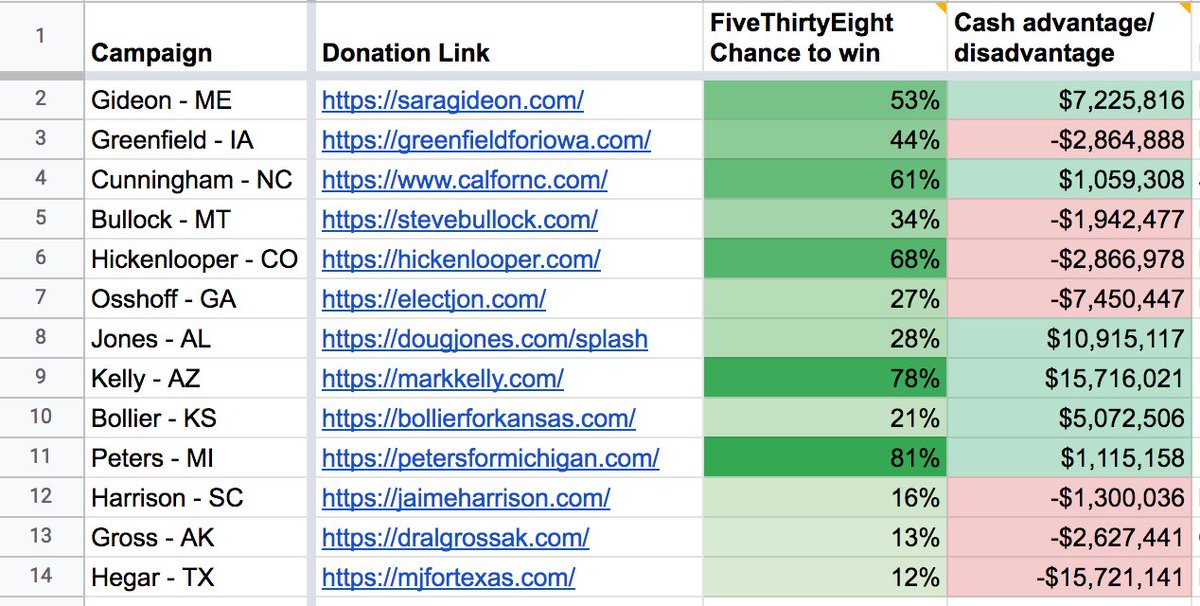 1 Campaign Donation Link FiveThirtyEight Chance to win Cash advantage/ disadvantage
2 Gideon - ME https://saragideon.com/ 53% $7,225,816
3 Greenfield - IA https://greenfieldforiowa.com/ 44% -$2,864,888
4 Cunningham - NC https://www.calfornc.com/ 61% $1,059,308
5 Bullock - MT https://stevebullock.com/ 34% -$1,942,477
6 Hickenlooper - CO https://hickenlooper.com/ 68% -$2,866,978
7 Osshoff - GA https://electjon.com/ 27% -$7,450,447
8 Jones - AL https://dougjones.com/splash 28% $10,915,117
9 Kelly - AZ https://markkelly.com/ 78% $15,716,021
10 Bollier - KS https://bollierforkansas.com/ 21% $5,072,506
11 Peters - MI https://petersformichigan.com/ 81% $1,115,158
12 Harrison - SC https://jaimeharrison.com/ 16% -$1,300,036
13 Gross - AK https://dralgrossak.com/ 13% -$2,627,441
14 Hegar - TX https://mjfortexas.com/ 12% -$15,721,141